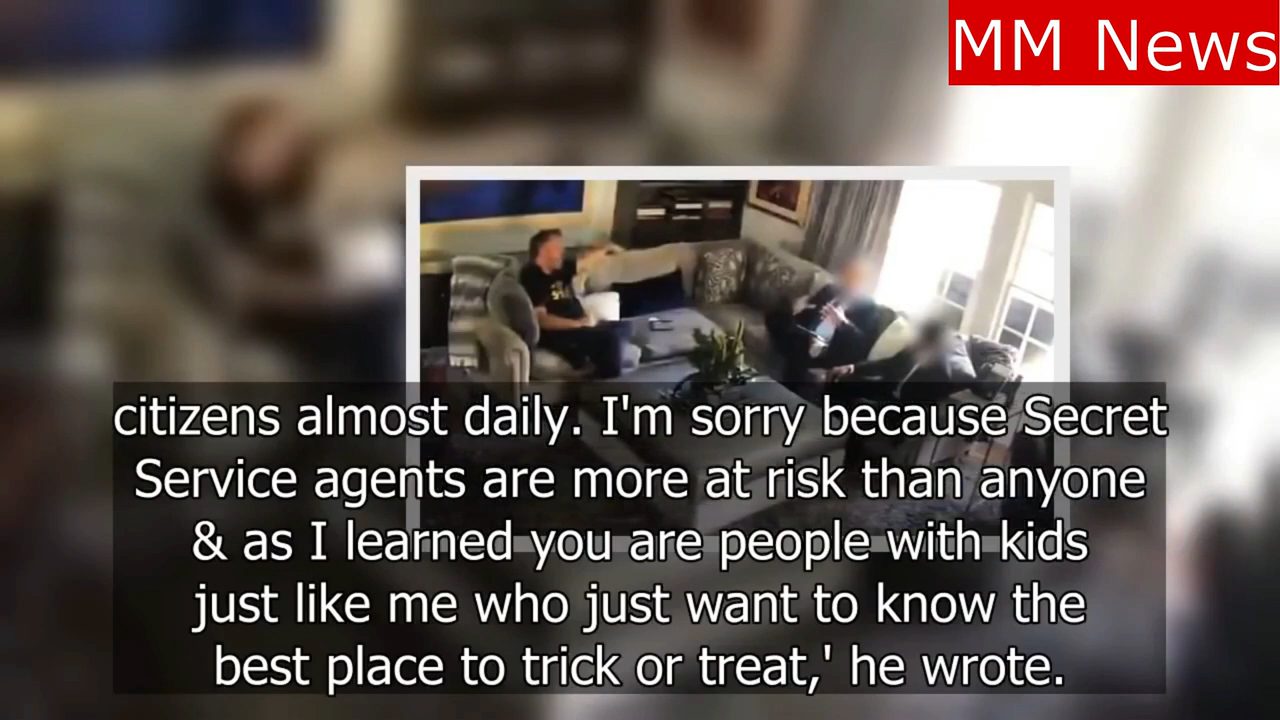 MM News
citizens almost daily. I'm sorry because Secret
Service agents are more at risk than anyone
& as I learned you are people with kids
just like me who just want to know the
best place to trick or treat,' he wrote.